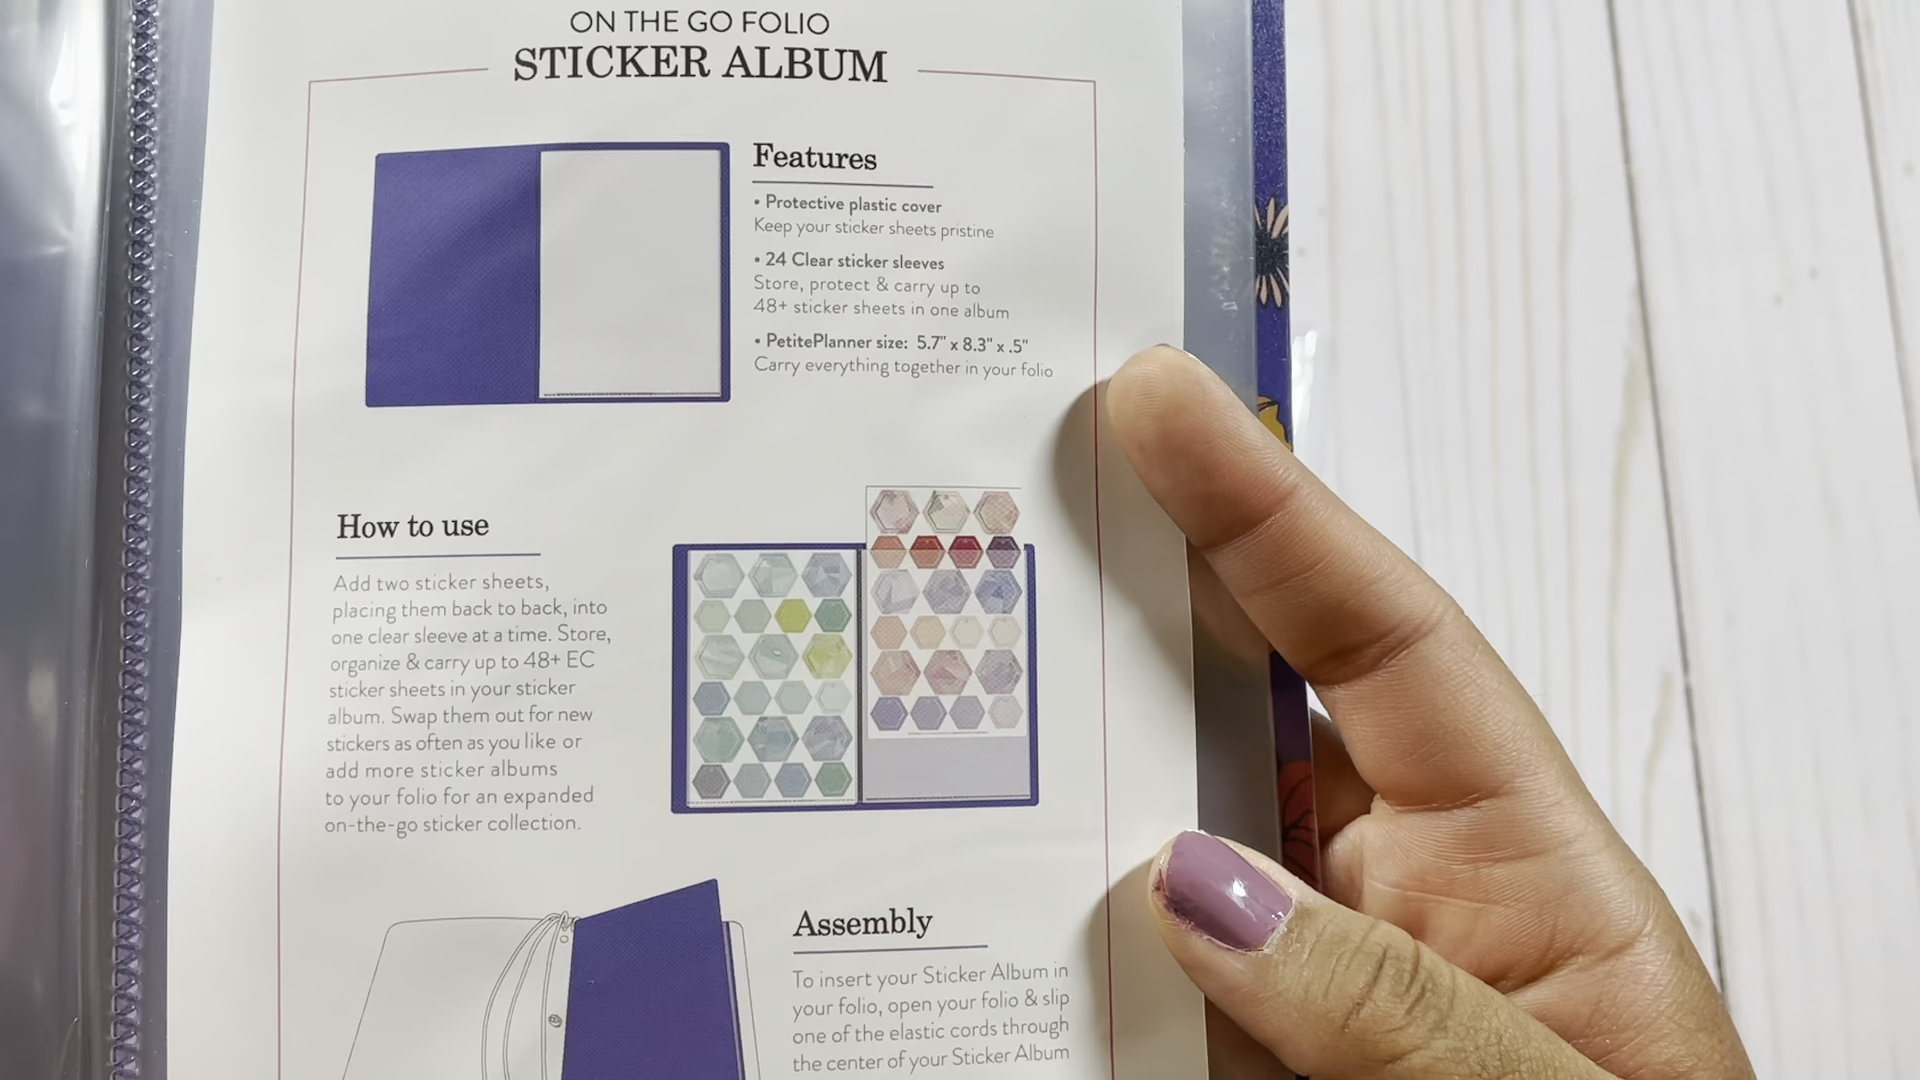 ON THE GO FOLIO
STICKER ALBUM
Features
• Protective plastic cover
Keep your sticker sheets pristine
• 24 Clear sticker sleeves
Store, protect & carry up to
48+ sticker sheets in one album
• PetitePlanner size: 5.7" x 8.3" x .5"
Carry everything together in your folio
How to use
Add two sticker sheets,
placing them back to back, into
one clear sleeve at a time. Store,
organize & carry up to 48+ EC
sticker sheets in your sticker
album. Swap them out for new
stickers as often as you like or
add more sticker albums
to your folio for an expanded
on-the-go sticker collection.
Assembly
To insert your Sticker Album in
your folio, open your folio & slip
one of the elastic cords through
the center of your Sticker Album